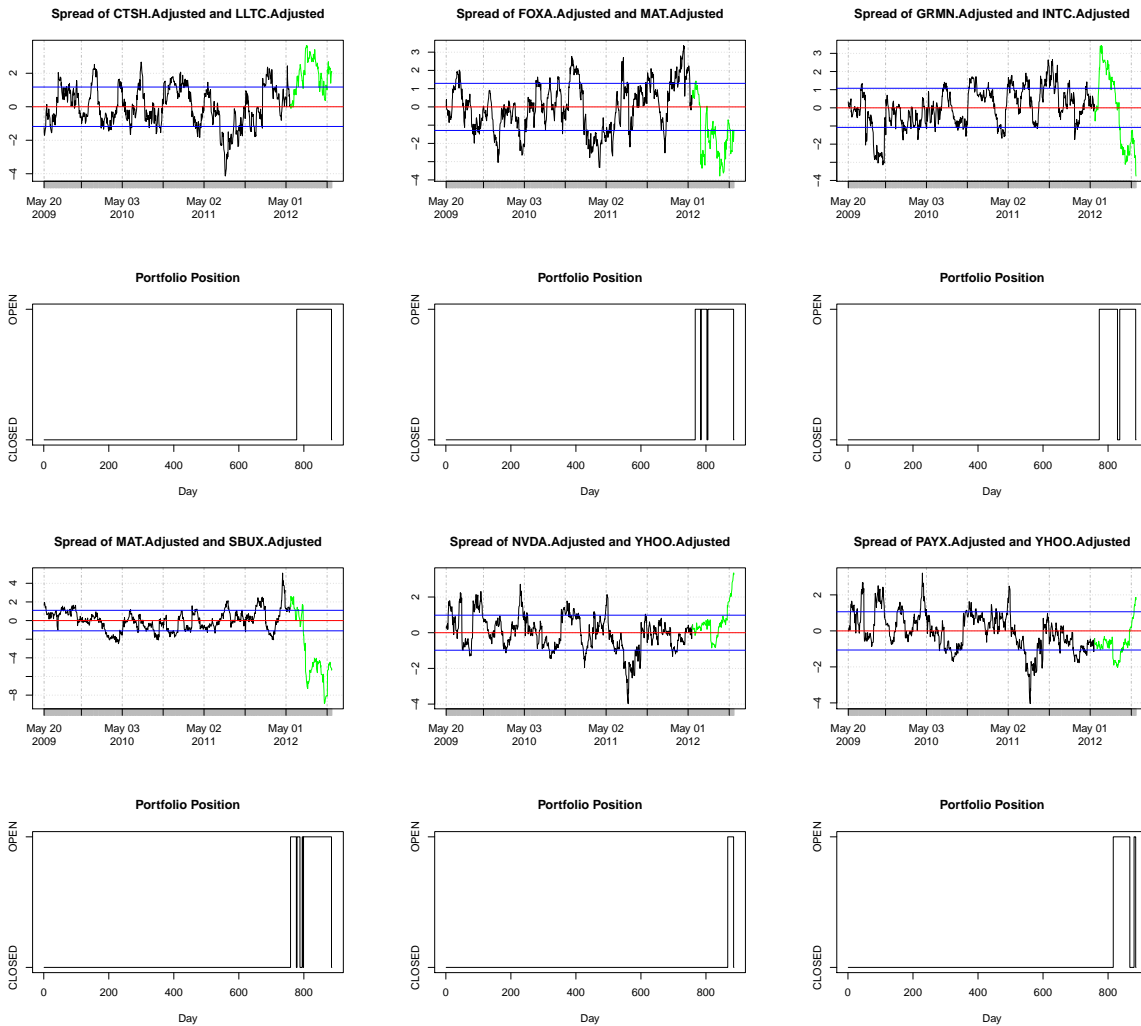 Spread of CTSH.Adjusted and LLTC.Adjusted
2
0
-2
-4
May 20
2009
May 03
2010
May 02
2011
May 01
2012
Spread of FOXA.Adjusted and MAT.Adjusted
3
2
1
0
-2
-4
May 20
2009
May 03
2010
May 02
2011
May 01
2012
Spread of GRMN.Adjusted and INTC.Adjusted
3
1
0
-2
-4
May 20
2009
May 03
2010
May 02
2011
May 01
2012
Portfolio Position
OPEN
CLOSED
0
200
400
600
800
Day
Portfolio Position
OPEN
CLOSED
0
200
400
600
800
Day
Portfolio Position
OPEN
CLOSED
0
200
400
600
800
Day
Spread of MAT.Adjusted and SBUX.Adjusted
4
2
0
-4
-8
May 20
2009
May 03
2010
May 02
2011
May 01
2012
Spread of NVDA.Adjusted and YHOO.Adjusted
2
0
-2
-4
May 20
2009
May 03
2010
May 02
2011
May 01
2012
Spread of PAYX.Adjusted and YHOO.Adjusted
2
0
-2
-4
May 20
2009
May 03
2010
May 02
2011
May 01
2012
Portfolio Position
OPEN
CLOSED
0
200
400
600
800
Day
Portfolio Position
OPEN
CLOSED
0
200
400
600
800
Day
Portfolio Position
OPEN
CLOSED
0
200
400
600
800
Day